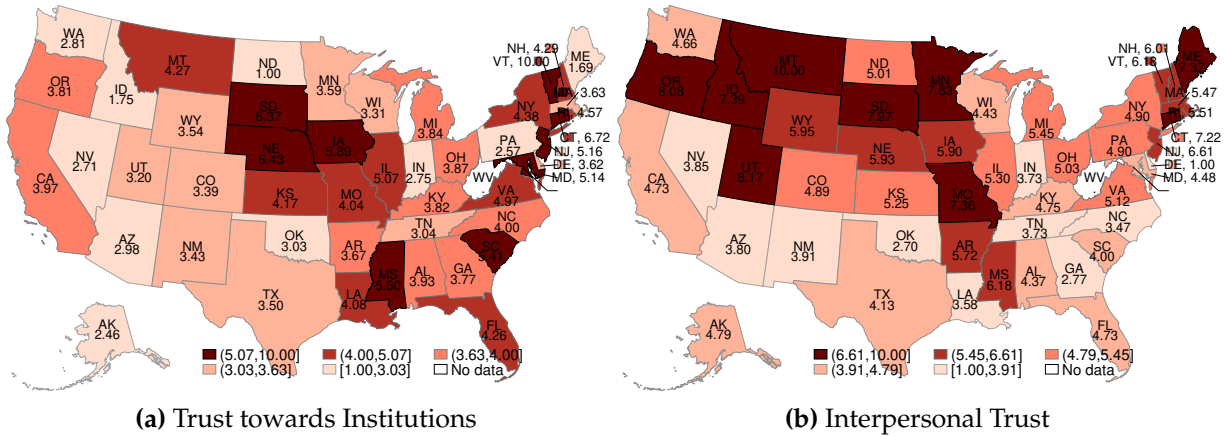 WA
2.81
MT
4.27
ND
1.00
OR
3.81
ID
1.75
MN
3.59
SD
6.37
WY
3.54
WI
3.31
MI
3.84
NY
4.38
NH, 4.29
VT, 10.00
ME
1.69
MA, 3.63
RI, 4.57
CT, 6.72
NJ, 5.16
DE, 3.62
MD, 5.14
PA
2.57
NE
6.43
IA
5.89
NV
2.71
UT
3.20
CO
3.39
CA
3.97
IL
5.07
IN
2.75
OH
3.87
WV
KS
4.17
MO
4.04
KY
3.82
VA
4.97
NC
4.00
TN
3.04
AZ
2.98
NM
3.43
OK
3.03
AR
3.67
SC
5.41
MS
5.60
AL
3.93
GA
3.77
TX
3.50
LA
4.08
FL
4.26
AK
2.46
(5.07,10.00] (4.00,5.07] (3.63,4.00]
(3.03,3.63] [1.00,3.03] No data
(a) Trust towards Institutions
WA
4.66
MT
10.00
ND
5.01
OR
8.08
ID
7.39
MN
7.83
SD
7.97
WY
5.95
WI
4.43
MI
5.45
NY
4.90
NH, 6.01
VT, 6.18
ME
7.37
MA, 5.47
RI, 5.51
CT, 7.22
NJ, 6.61
DE, 1.00
MD, 4.48
PA
4.90
NE
5.93
IA
5.90
NV
3.85
UT
8.17
CO
4.89
CA
4.73
IL
5.30
IN
3.73
OH
5.03
WV
KS
5.25
MO
7.36
KY
4.75
VA
5.12
NC
3.47
TN
3.73
AZ
3.80
NM
3.91
OK
2.70
AR
5.72
SC
4.00
MS
6.18
AL
4.37
GA
2.77
TX
4.13
LA
3.58
FL
4.73
AK
4.79
(6.61,10.00] (5.45,6.61] (4.79,5.45]
(3.91,4.79] [1.00,3.91] No data
(b) Interpersonal Trust